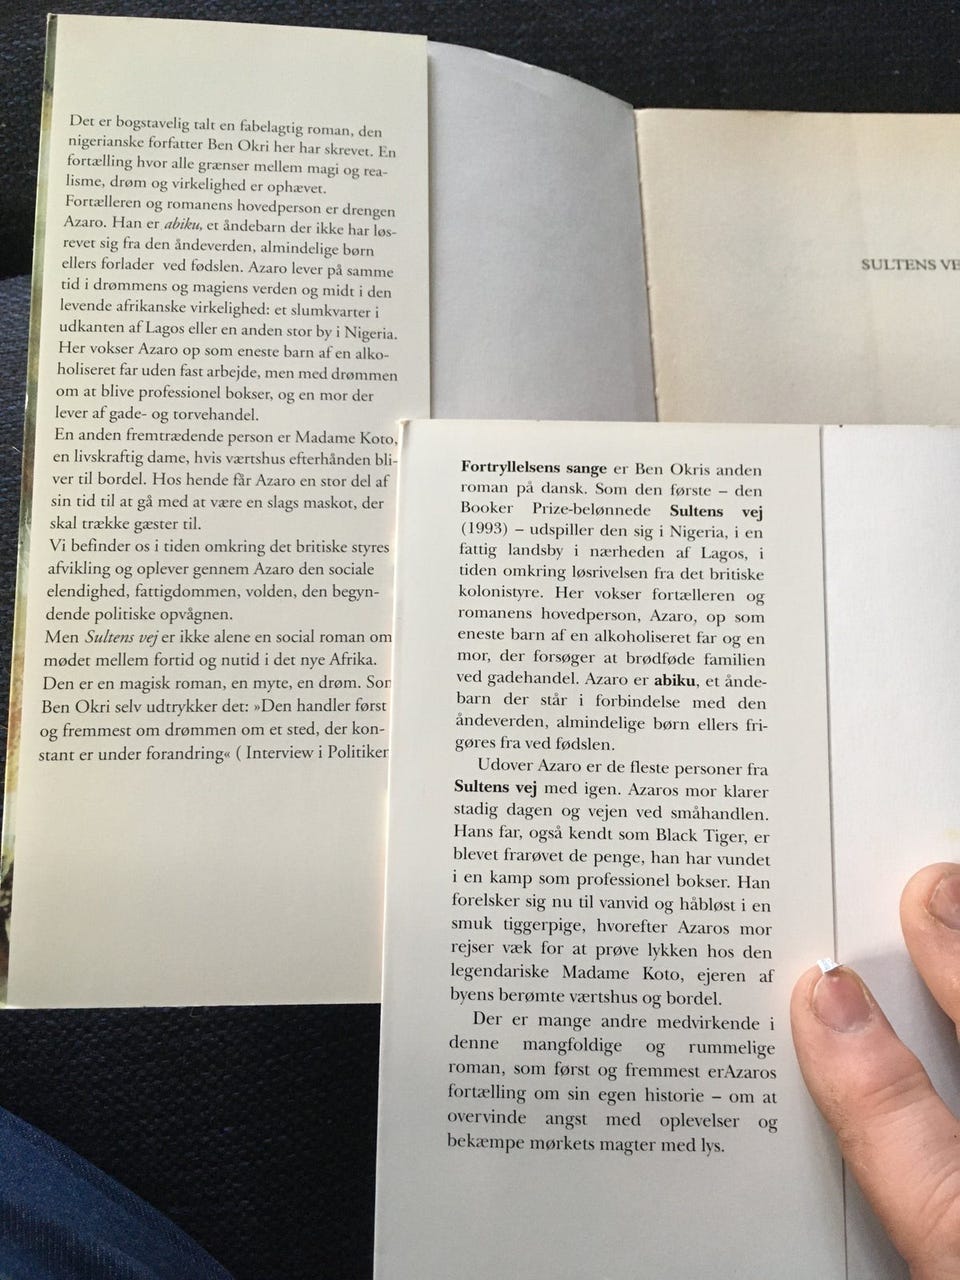 Det er bogstavelig talt en fabelagtig roman, den
nigerianske forfatter Ben Okri her har skrevet. En
fortælling hvor alle grænser mellem magi og rea-
lisme, drøm og virkelighed er ophævet.
Fortælleren og romanens hovedperson er drengen
Azaro. Han er abiku, et åndebarn der ikke har løs-
revet sig fra den åndeverden, almindelige børn
ellers forlader ved fødslen. Azaro lever på samme
tid i drømmens og magiens verden og midt i den
levende afrikanske virkelighed: et slumkvarter i
udkanten af Lagos eller en anden stor by i Nigeria.
Her vokser Azaro op som eneste barn af en alko-
holiseret far uden fast arbejde, men med drømmen
om at blive professionel bokser, og en mor der
lever af gade- og torvehandel.
En anden fremtrædende person er Madame Koto,
en livskraftig dame, hvis værtshus efterhånden bli-
ver til bordel. Hos hende får Azaro en stor del af
sin tid til at gå med at være en slags maskot, der
skal trække gæster til.
Vi befinder os i tiden omkring det britiske styres
afvikling og oplever gennem Azaro den sociale
elendighed, fattigdommen, volden, den begyn-
dende politiske opvågnen.
Men Sultens vej er ikke alene en social roman om
mødet mellem fortid og nutid i det nye Afrika.
Den er en magisk roman, en myte, en drøm. Som
Ben Okri selv udtrykker det: »Den handler først
og fremmest om drømmen om et sted, der kon-
stant er under forandring« ( Interview i Politiken
SULTENS VE
Fortryllelsens sange er Ben Okris anden
roman på dansk. Som den første – den
Booker Prize-belønnede Sultens vej
(1993) – udspiller den sig i Nigeria, i en
fattig landsby i nærheden af Lagos, i
tiden omkring løsrivelsen fra det britiske
kolonistyre. Her vokser fortælleren og
romanens hovedperson, Azaro, op som
eneste barn af en alkoholiseret far og en
mor, der forsøger at brødføde familien
ved gadehandel. Azaro er abiku, et ånde-
barn der står i forbindelse med den
åndeverden, almindelige børn ellers fri-
gøres fra ved fødslen.
Udover Azaro er de fleste personer fra
Sultens vej med igen. Azaros mor klarer
stadig dagen og vejen ved småhandlen.
Hans far, også kendt som Black Tiger, er
blevet frarøvet de penge, han har vundet
i en kamp som professionel bokser. Han
forelsker sig nu til vanvid og håbløst i en
smuk tiggerpige, hvorefter Azaros mor
rejser væk for at prøve lykken hos den
legendariske Madame Koto, ejeren af
byens berømte værtshus og bordel.
Der er mange andre medvirkende i
denne mangfoldige og rummelige
roman, som først og fremmest erAzaros
fortælling om sin egen historie – om at
overvinde angst med oplevelser og
bekæmpe mørkets magter med lys.